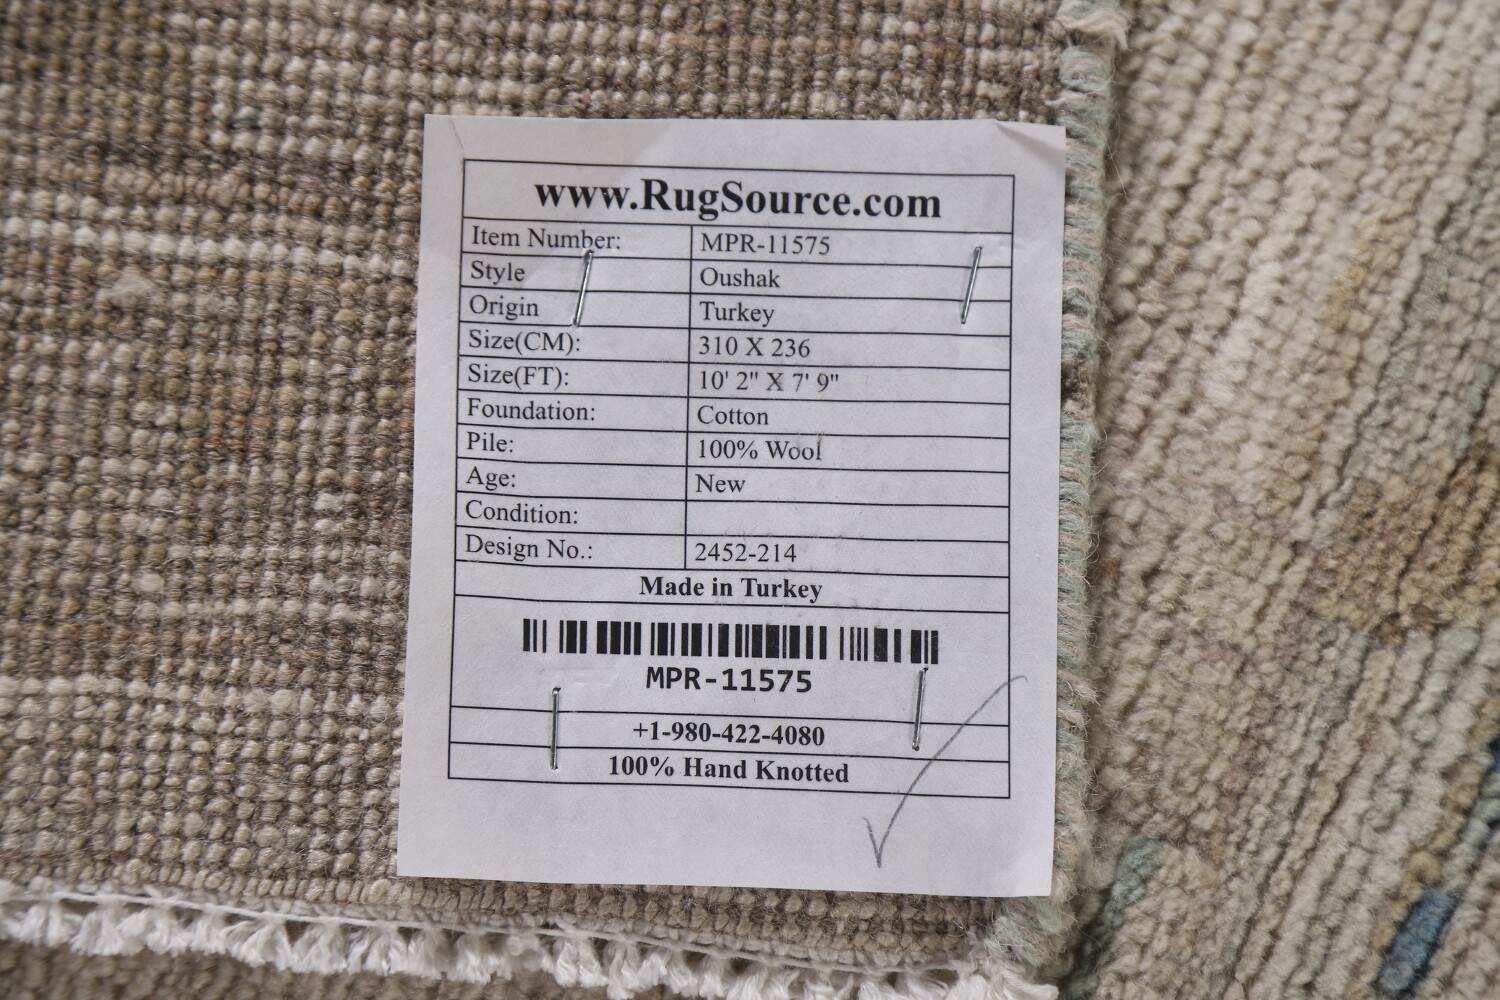 www.RugSource.com
Item Number: MPR-11575
Style Oushak
Origin Turkey
Size(CM): 310 X 236
Size(FT): 10' 2" X 7' 9"
Foundation: Cotton
Pile: 100% Wool
Age: New
Condition:
Design No.: 2452-214
Made in Turkey
MPR-11575
+1-980-422-4080
100% Hand Knotted